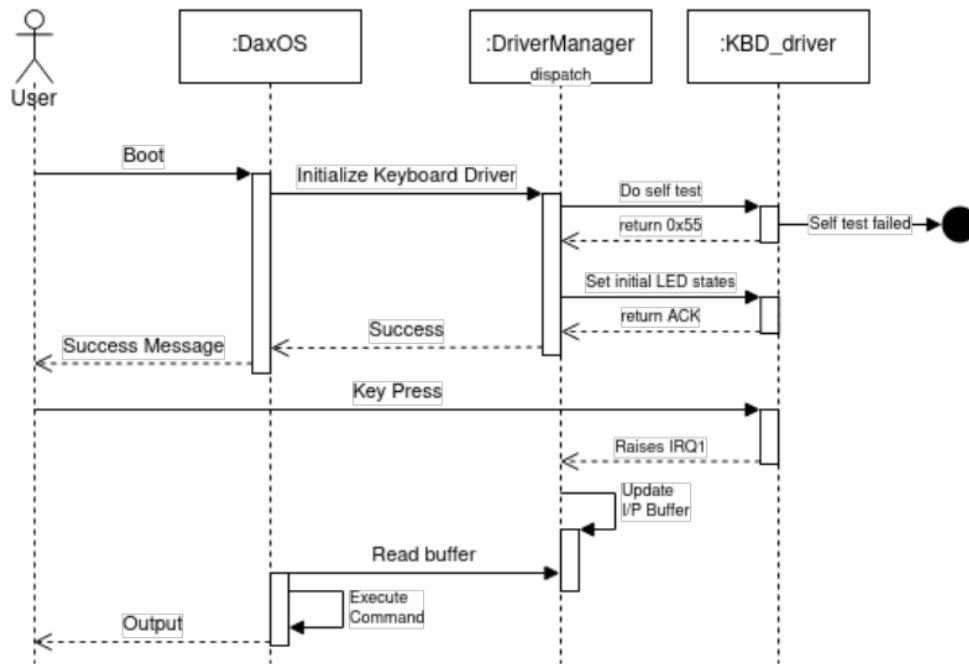 :DaxOS
:DriverManager
dispatch
:KBD_driver
User
Boot
Initialize Keyboard Driver
Do self test
return 0x55
Self test failed
Set initial LED states
return ACK
Success
Success Message
Key Press
Raises IRQ1
Update
I/P Buffer
Read buffer
Execute
Command
Output